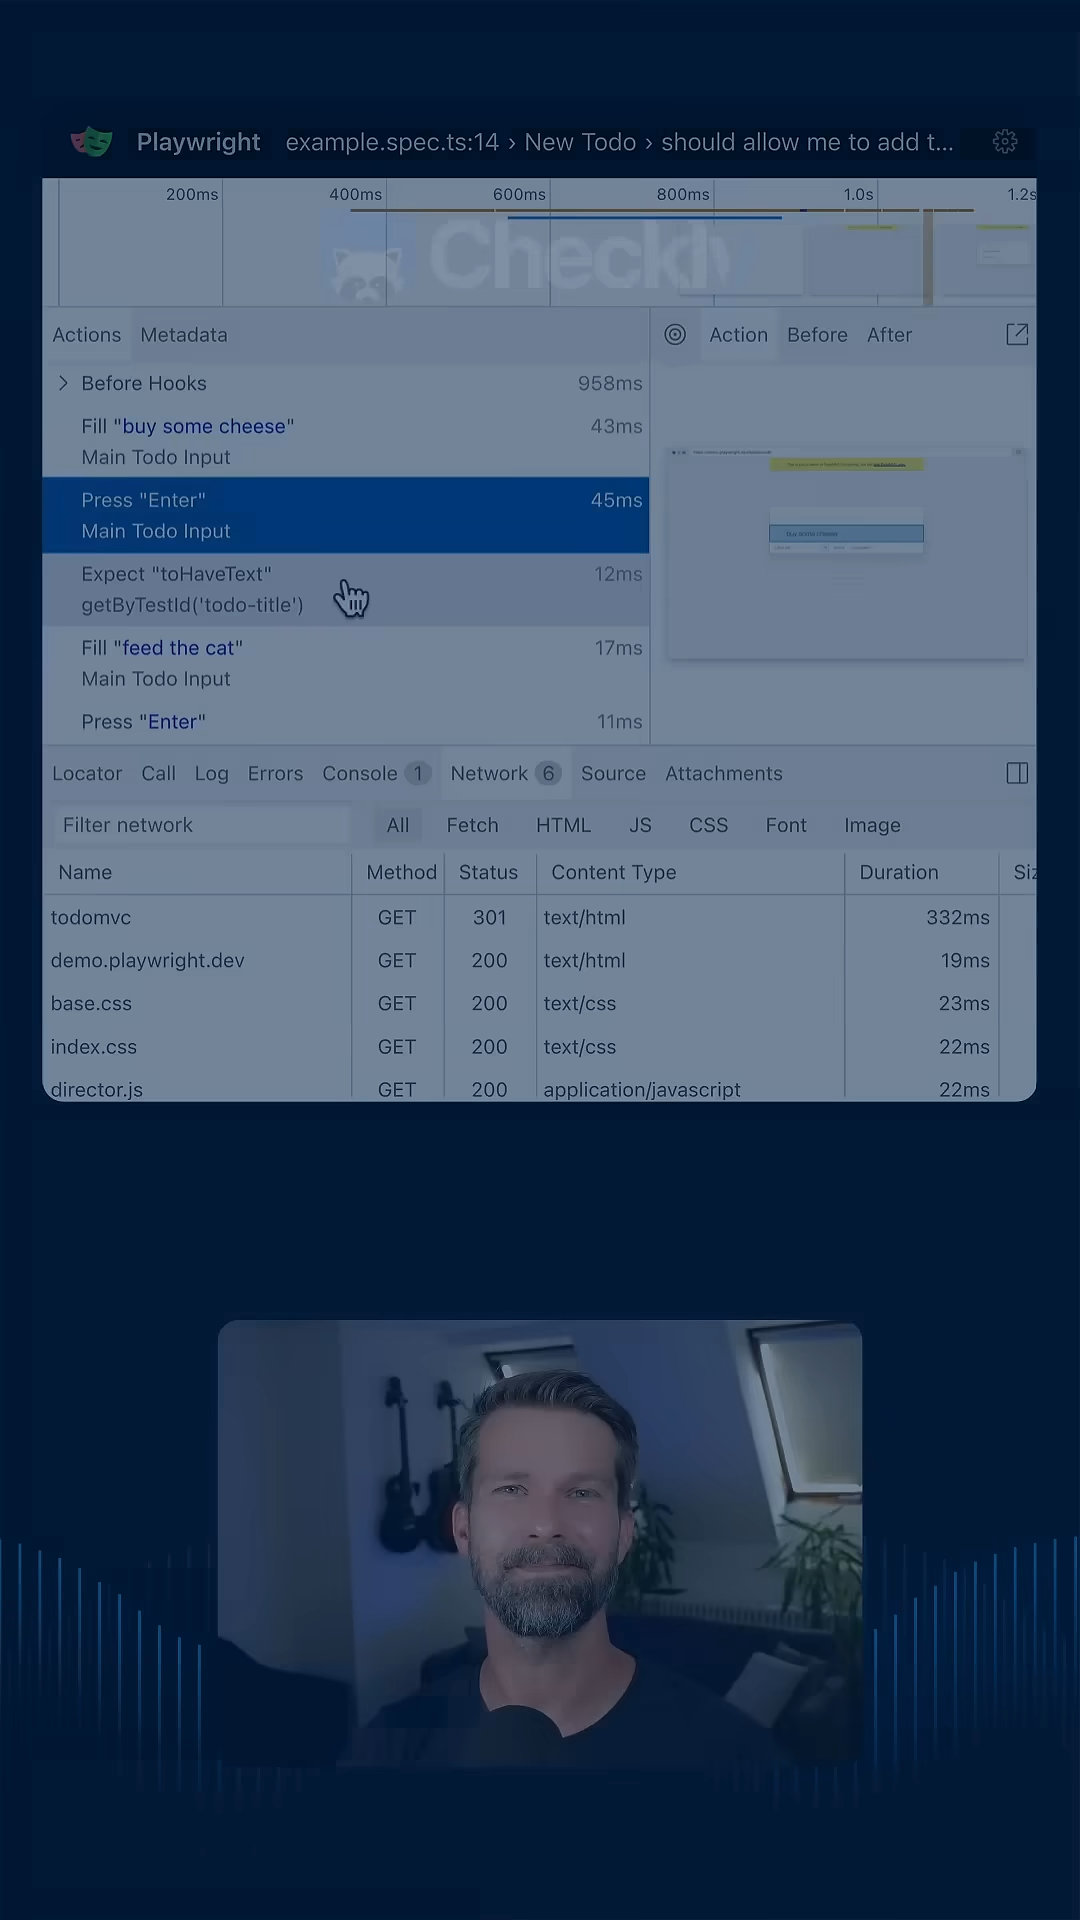 Playwright example.spec.ts:14 › New Todo › should allow me to add t...
200ms 400ms 600ms 800ms 1.0s 1.2s
Checkly
Actions Metadata
Action Before After
Before Hooks 958ms
Fill "buy some cheese" 43ms
Main Todo Input
Press "Enter" 45ms
Main Todo Input
Expect "toHaveText" 12ms
getByTestId('todo-title')
Fill "feed the cat" 17ms
Main Todo Input
Press "Enter" 11ms
buy some cheese
Locator Call Log Errors Console 1 Network 6 Source Attachments
Filter network All Fetch HTML JS CSS Font Image
Name Method Status Content Type Duration Siz
todomvc GET 301 text/html 332ms
demo.playwright.dev GET 200 text/html 19ms
base.css GET 200 text/css 23ms
index.css GET 200 text/css 22ms
director.js GET 200 application/javascript 22ms